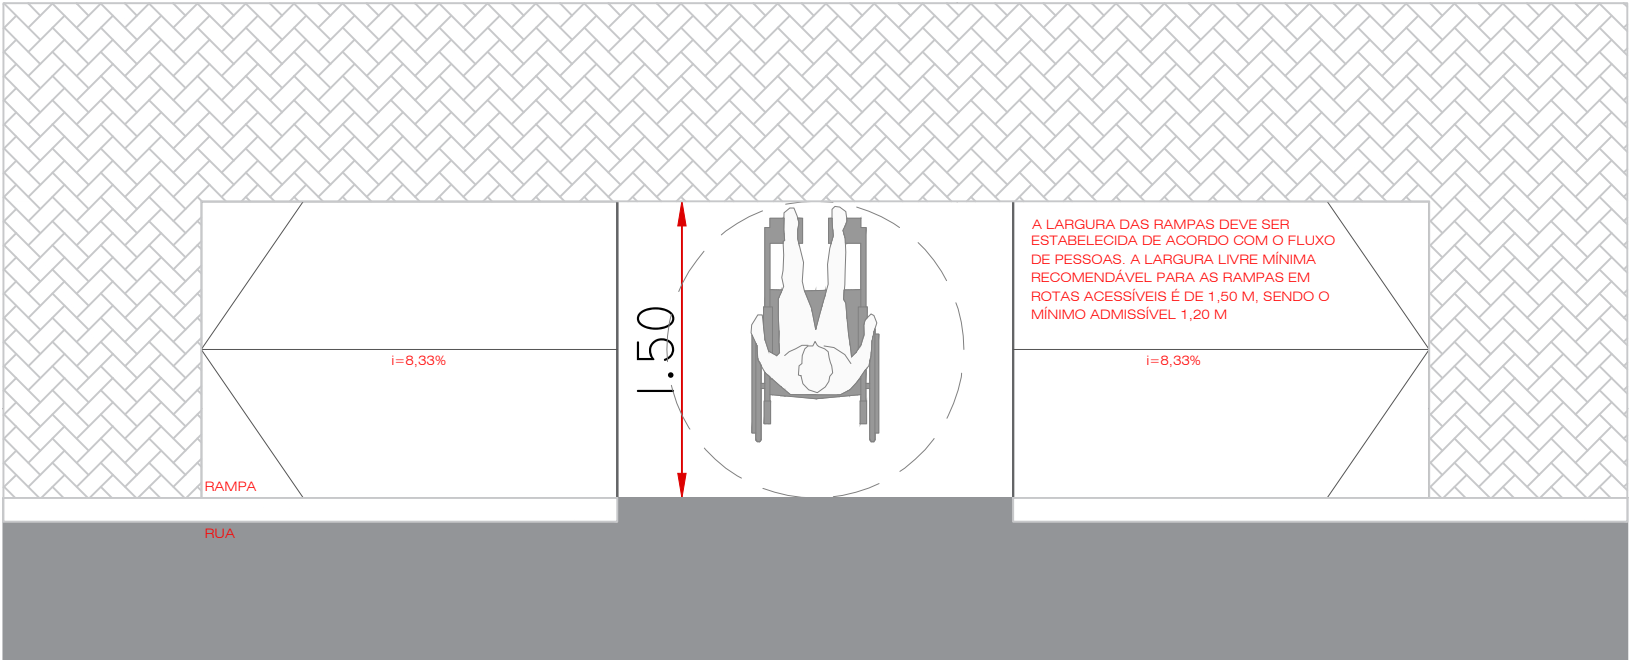 A LARGURA DAS RAMPAS DEVE SER
ESTABELECIDA DE ACORDO COM O FLUXO
DE PESSOAS. A LARGURA LIVRE MÍNIMA
RECOMENDÁVEL PARA AS RAMPAS EM
ROTAS ACESSÍVEIS É DE 1,50 M, SENDO O
MÍNIMO ADMISSÍVEL 1,20 M
1.50
i=8,33%
i=8,33%
RAMPA
RUA